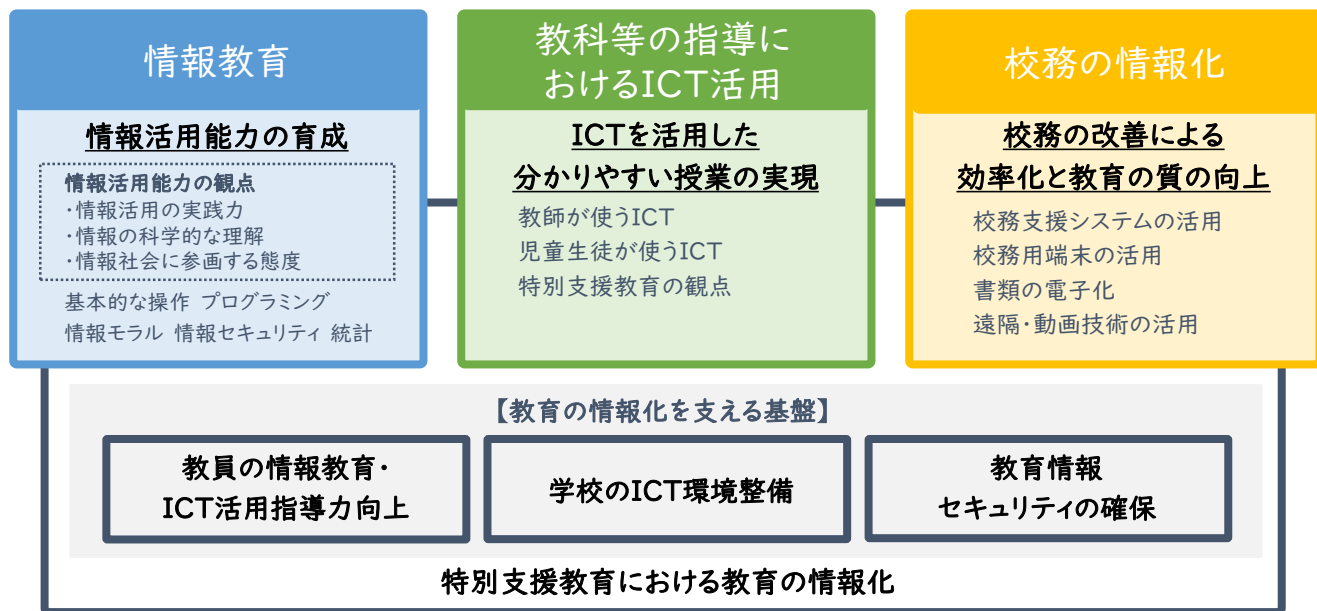 情報教育
情報活用能力の育成
情報活用能力の観点
・情報活用の実践力
・情報の科学的な理解
・情報社会に参画する態度
基本的な操作 プログラミング
情報モラル 情報セキュリティ 統計
教科等の指導に
おけるICT活用
ICTを活用した
分かりやすい授業の実現
教師が使うICT
児童生徒が使うICT
特別支援教育の観点
校務の情報化
校務の改善による
効率化と教育の質の向上
校務支援システムの活用
校務用端末の活用
書類の電子化
遠隔・動画技術の活用
【教育の情報化を支える基盤】
教員の情報教育・
ICT活用指導力向上
学校のICT環境整備
教育情報
セキュリティの確保
特別支援教育における教育の情報化